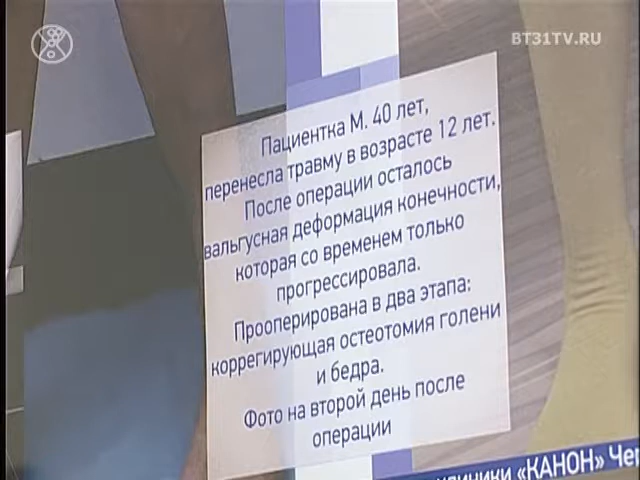 BT31TV.RU
Пациентка М. 40 лет,
перенесла травму в возрасте 12 лет.
После операции осталось
вальгусная деформация конечности,
которая со временем только
прогрессировала.
Прооперирована в два этапа:
коррегирующая остеотомия голени
и бедра.
Фото на второй день после
операции
клиники «КАНОН» Чер